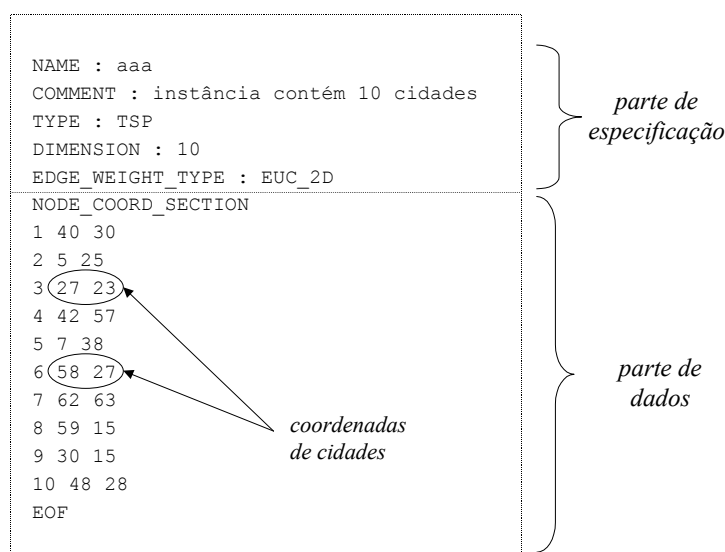 NAME : aaa
COMMENT : instância contém 10 cidades
TYPE : TSP
DIMENSION : 10
EDGE_WEIGHT_TYPE : EUC_2D
parte de
especificação
NODE_COORD_SECTION
1 40 30
2 5 25
3 27 23
4 42 57
5 7 38
6 58 27
7 62 63
8 59 15
9 30 15
10 48 28
EOF
coordenadas
de cidades
parte de
dados